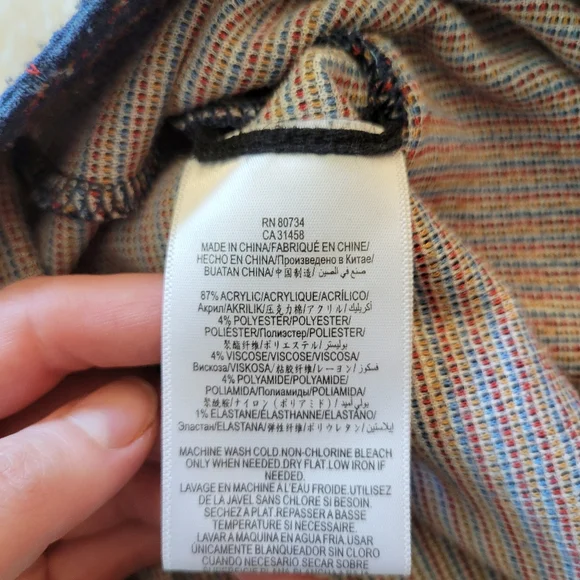 RN 80734
CA 31458
MADE IN CHINA/FABRIQUÉ EN CHINE/
HECHO EN CHINA/Произведено в Китае/
BUATAN CHINA/中国制造/ صنع في الصين
87% ACRYLIC/ACRYLIQUE/ACRÍLICO/
Акрил/AKRILIK/压克力棉/アクリル/أكريليك
4% POLYESTER/POLYESTER/
POLIÉSTER/Полиэстер/POLIESTER/
聚酯纤维/ポリエステル/بوليستر
4% VISCOSE/VISCOSE/VISCOSA/
Вискоза/VISKOSA/粘胶纤维/レーヨン/فسكوز
4% POLYAMIDE/POLYAMIDE/
POLIAMIDA/Полиамиды/POLIAMIDA/
聚酰胺/ナイロン (ポリアミド)/بولي أميد
1% ELASTANE/ÉLASTHANNE/ELASTANO/
Эластан/ELASTANA/弹性纤维/ポリウレタン/إيلاستين
MACHINE WASH COLD.NON-CHLORINE BLEACH
ONLY WHEN NEEDED.DRY FLAT.LOW IRON IF
NEEDED.
LAVAGE EN MACHINE À L'EAU FROIDE.UTILISEZ
DE LA JAVEL SANS CHLORE SI BESOIN.
SECHEZ A PLAT.REPASSER A BASSE
TEMPERATURE SI NÉCESSAIRE.
LAVAR A MAQUINA EN AGUA FRIA.USAR
ÚNICAMENTE BLANQUEADOR SIN CLORO
CUANDO NECESARIO SECAR SOBRE